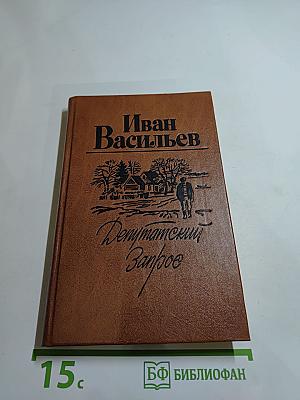 Иван
Васильев
Депутатский
Запрос
15с
БФ БИБЛИОФАН